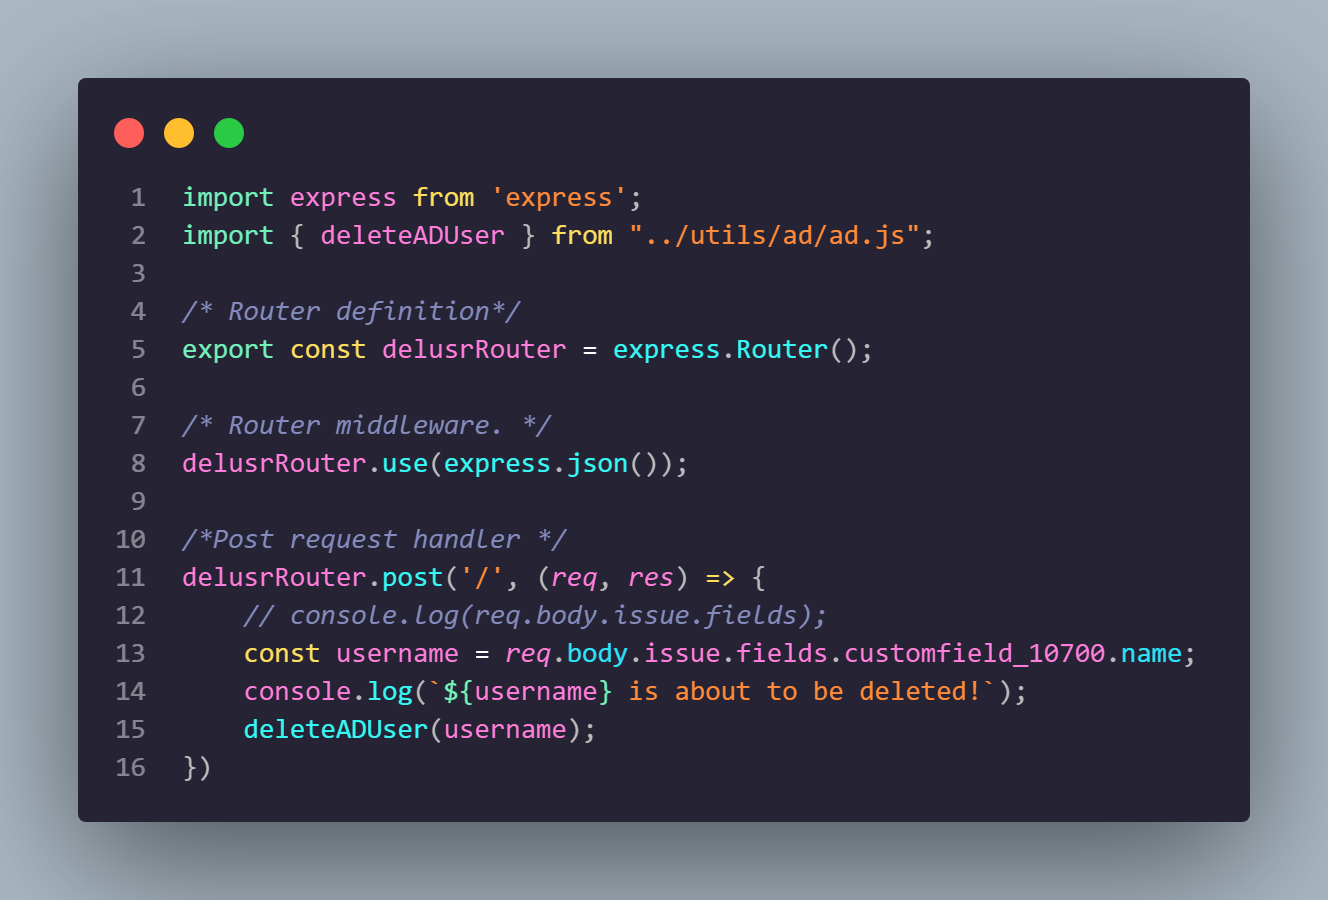 1 import express from 'express';
2 import { deleteADUser } from "../utils/ad/ad.js";
3
4 /* Router definition*/
5 export const delusrRouter = express.Router();
6
7 /* Router middleware. */
8 delusrRouter.use(express.json());
9
10 /*Post request handler */
11 delusrRouter.post('/', (req, res) => {
12     // console.log(req.body.issue.fields);
13     const username = req.body.issue.fields.customfield_10700.name;
14     console.log(`${username} is about to be deleted!`);
15     deleteADUser(username);
16 })